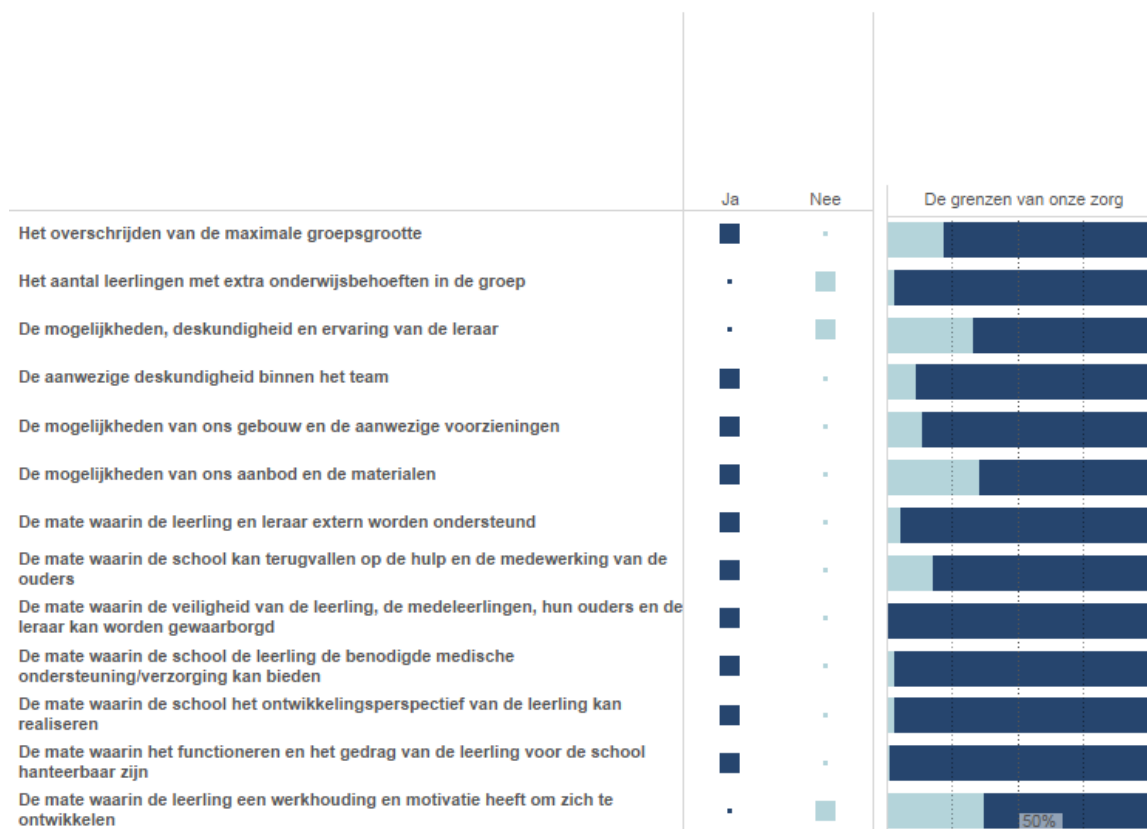 Ja Nee De grenzen van onze zorg
Het overschrijden van de maximale groepsgrootte
Het aantal leerlingen met extra onderwijsbehoeften in de groep
De mogelijkheden, deskundigheid en ervaring van de leraar
De aanwezige deskundigheid binnen het team
De mogelijkheden van ons gebouw en de aanwezige voorzieningen
De mogelijkheden van ons aanbod en de materialen
De mate waarin de leerling en leraar extern worden ondersteund
De mate waarin de school kan terugvallen op de hulp en de medewerking van de
ouders
De mate waarin de veiligheid van de leerling, de medeleerlingen, hun ouders en de
leraar kan worden gewaarborgd
De mate waarin de school de leerling de benodigde medische
ondersteuning/verzorging kan bieden
De mate waarin de school het ontwikkelingsperspectief van de leerling kan
realiseren
De mate waarin het functioneren en het gedrag van de leerling voor de school
hanteerbaar zijn
De mate waarin de leerling een werkhouding en motivatie heeft om zich te
ontwikkelen
50%